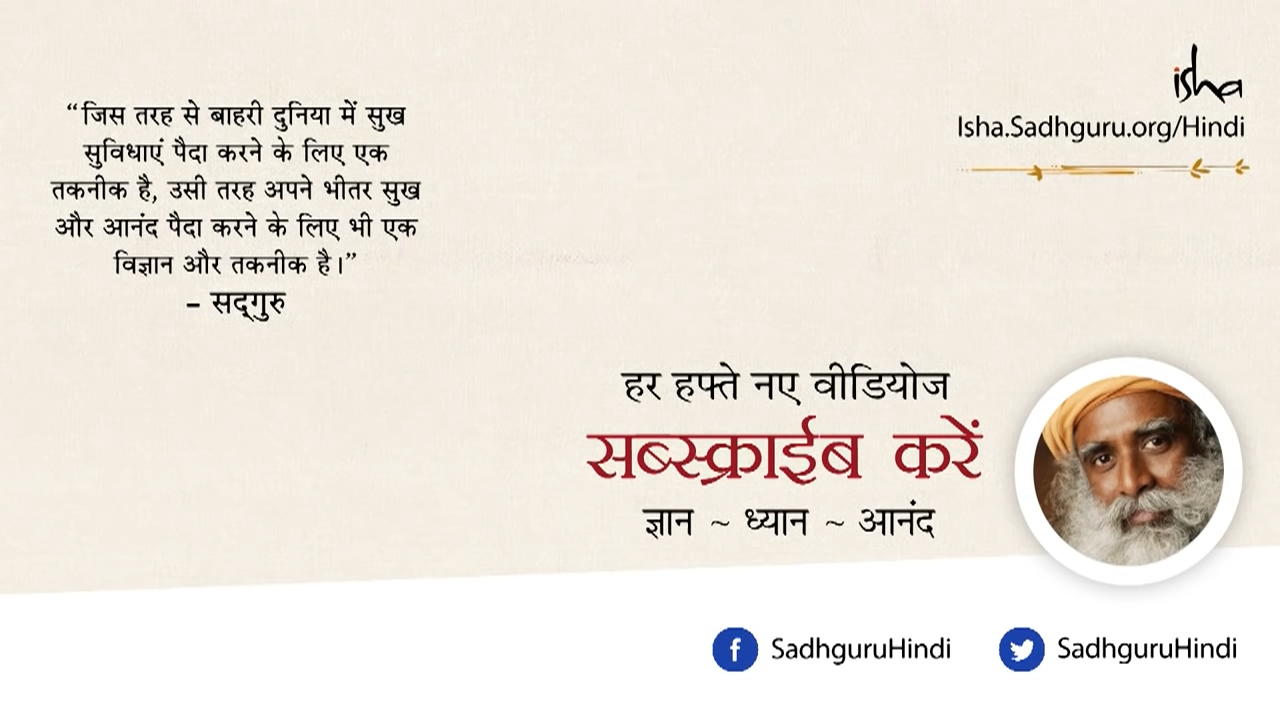 “जिस तरह से बाहरी दुनिया में सुख
सुविधाएं पैदा करने के लिए एक
तकनीक है, उसी तरह अपने भीतर सुख
और आनंद पैदा करने के लिए भी एक
विज्ञान और तकनीक है।”
– सद्‌गुरु
isha
Isha.Sadhguru.org/Hindi
हर हफ्ते नए वीडियोज
सब्स्क्राईब करें
ज्ञान ~ ध्यान ~ आनंद
SadhguruHindi
SadhguruHindi